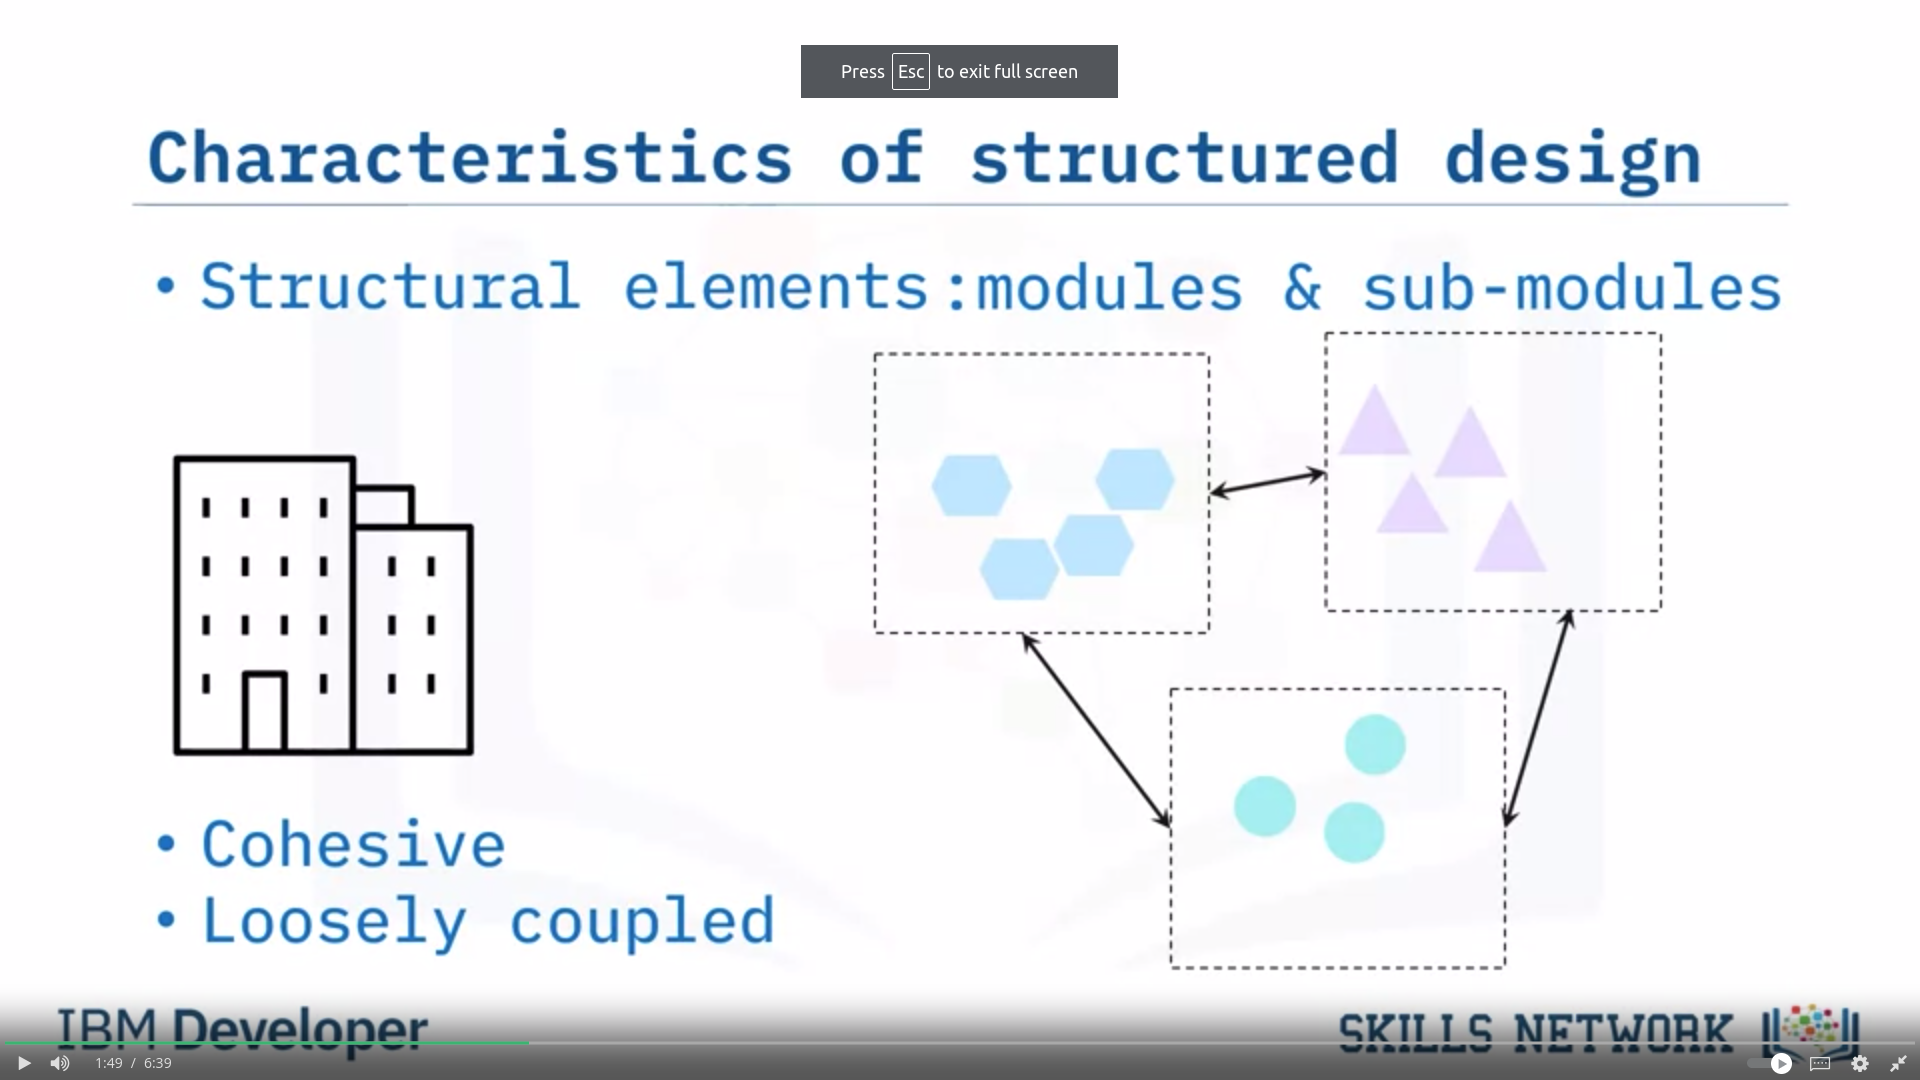 Press Esc to exit full screen
Characteristics of structured design
• Structural elements:modules & sub-modules
• Cohesive
• Loosely coupled
IBM Developer
SKILLS NETWORK
1:49 / 6:39